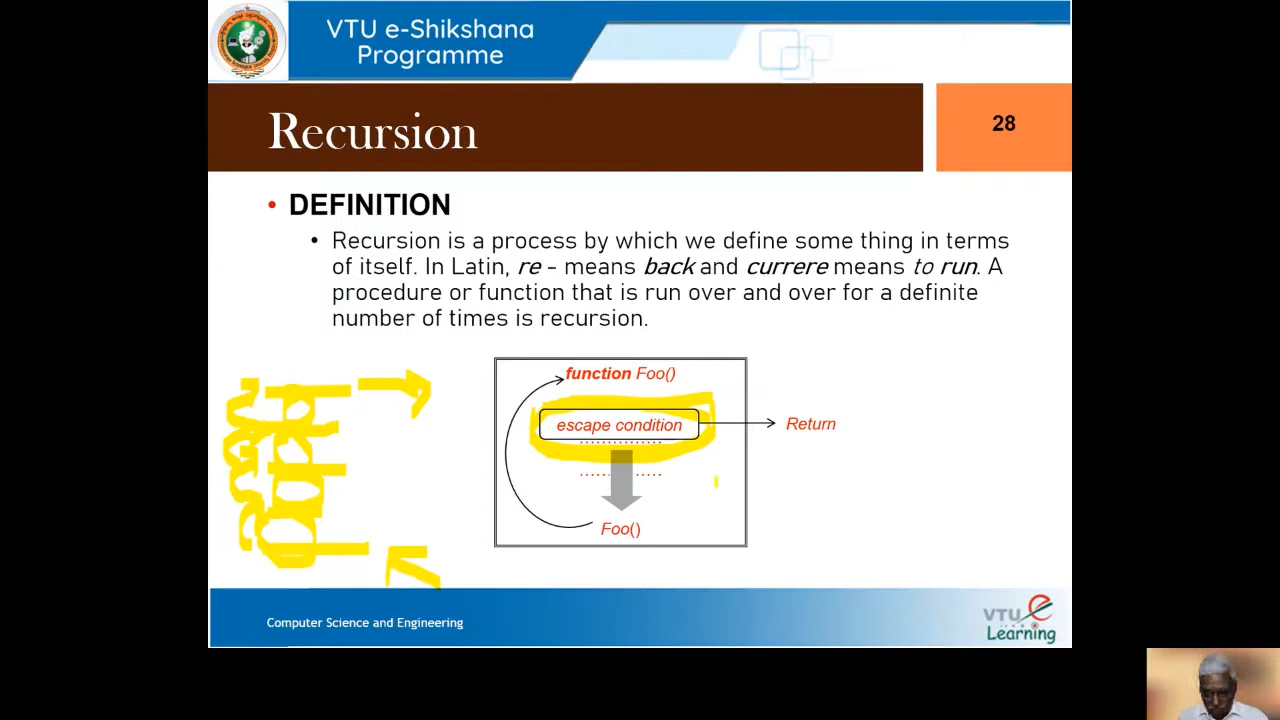 VTU e-Shikshana
Programme
Recursion
28
• DEFINITION
• Recursion is a process by which we define some thing in terms
of itself. In Latin, re - means back and currere means to run. A
procedure or function that is run over and over for a definite
number of times is recursion.
function Foo()
escape condition
Return
Foo()
Computer Science and Engineering
VTU e
Learning